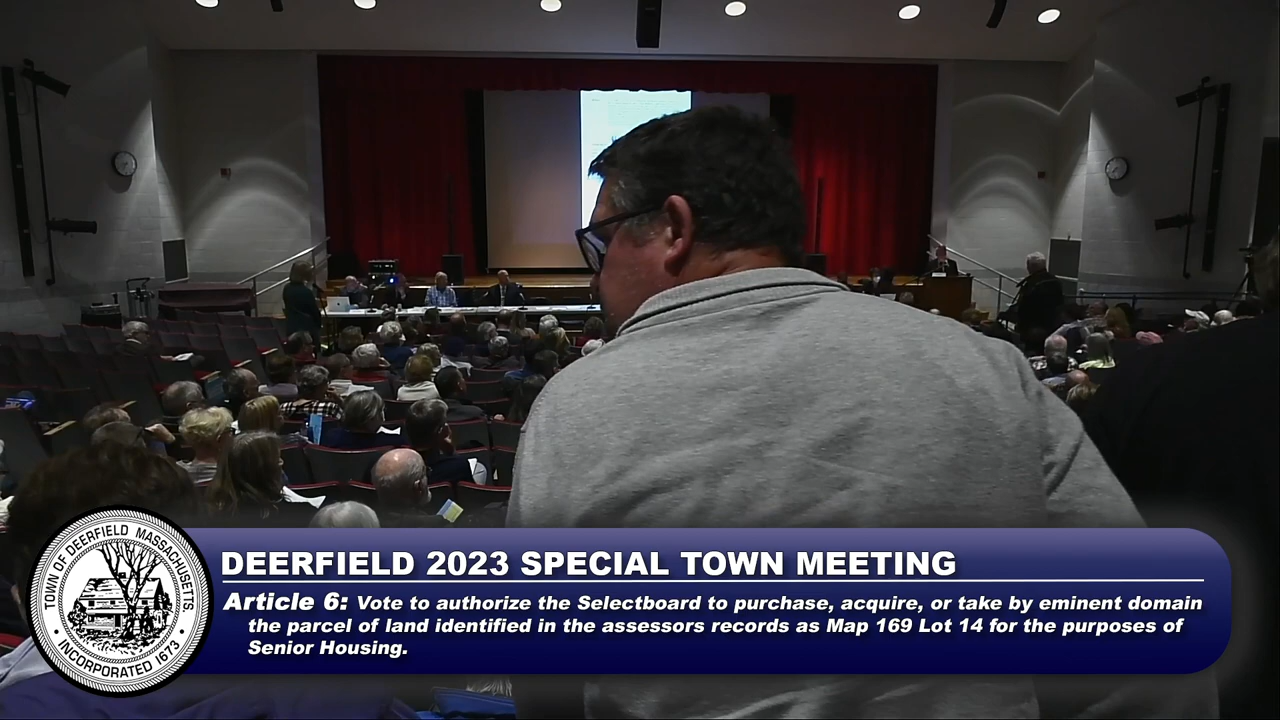 DEERFIELD 2023 SPECIAL TOWN MEETING
Article 6: Vote to authorize the Selectboard to purchase, acquire, or take by eminent domain
the parcel of land identified in the assessors records as Map 169 Lot 14 for the purposes of
Senior Housing.
TOWN OF DEERFIELD MASSACHUSETTS
• INCORPORATED 1673 •